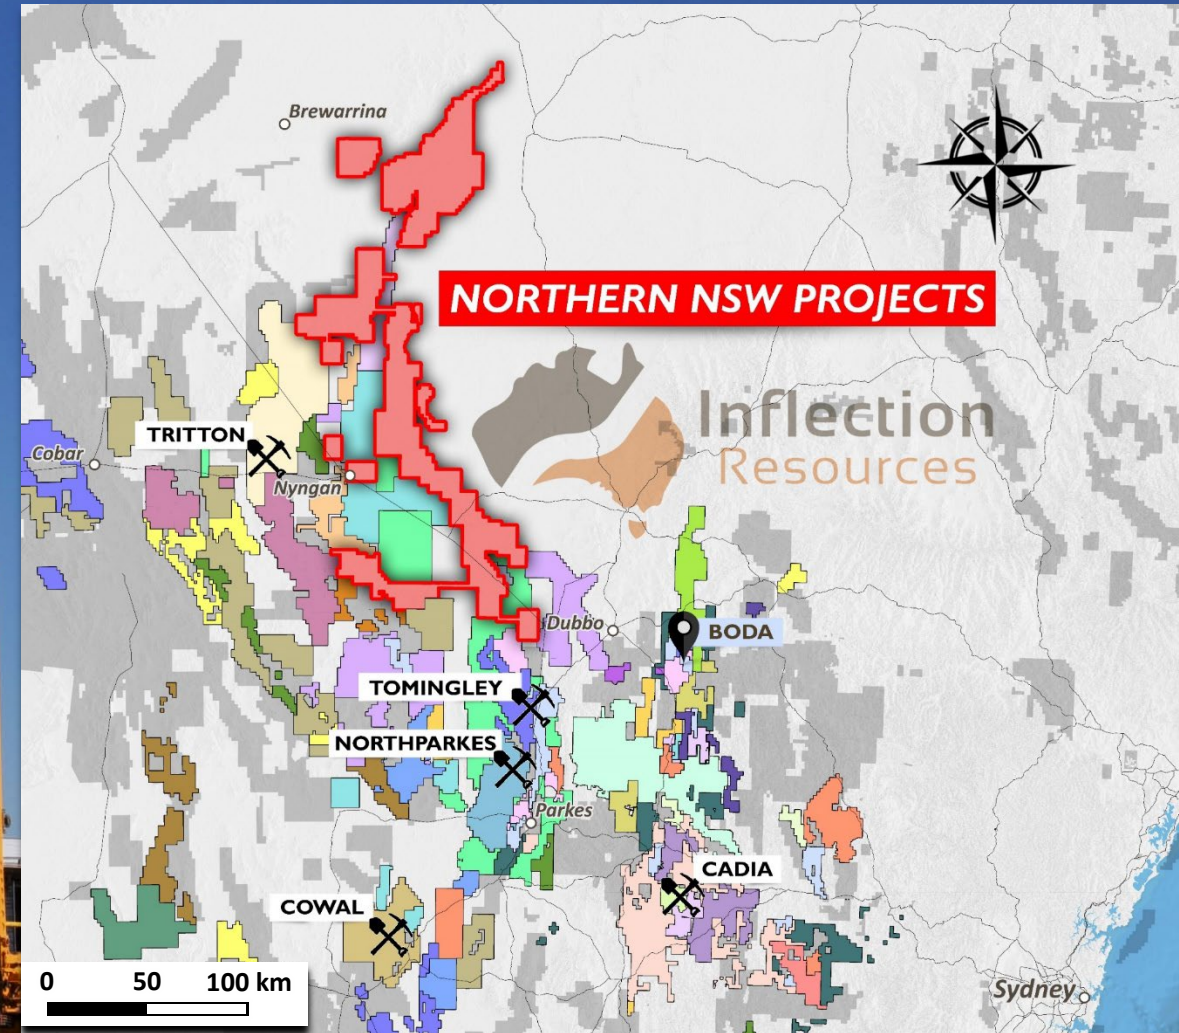 Brewarrina
NORTHERN NSW PROJECTS
Inflection
Resources
TRITTON
Cobar
Nyngan
Dubbo
BODA
TOMINGLEY
NORTHPARKES
Parkes
CADIA
COWAL
0 50 100 km
Sydney